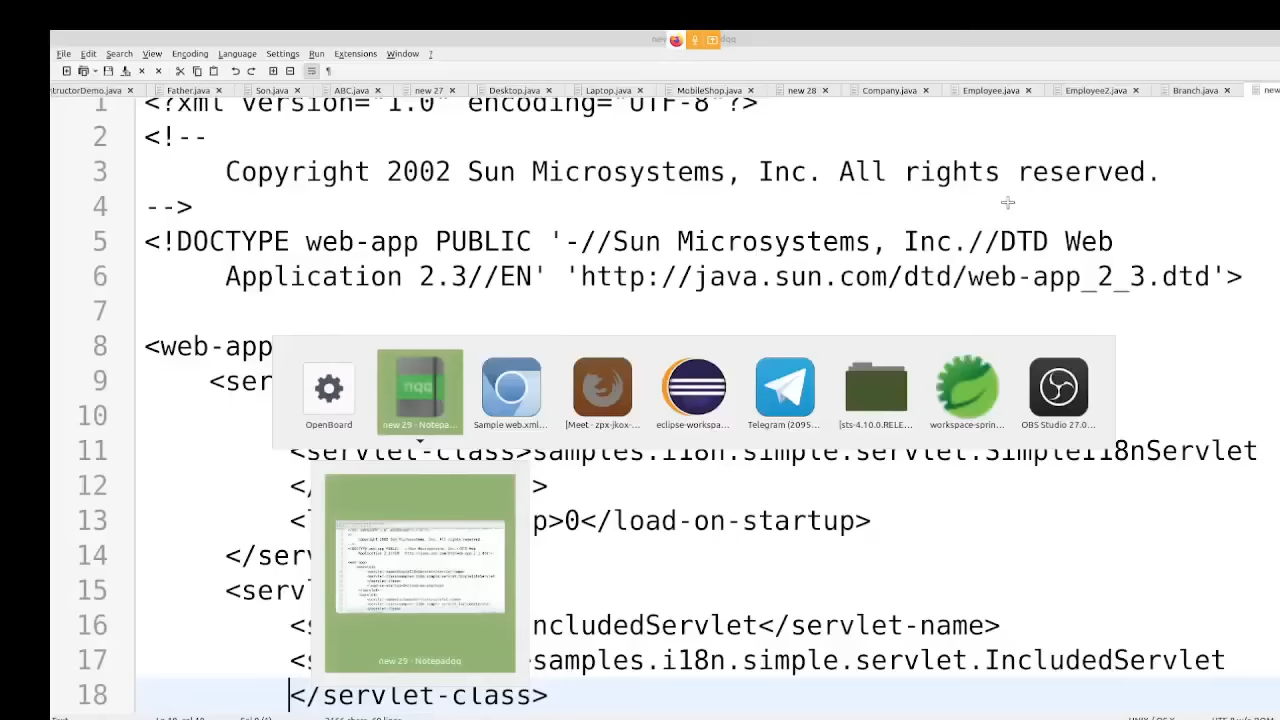 File Edit Search View Encoding Language Settings Run Extensions Window ?
tructorDemo.java Father.java Son.java ABC.java new 27 Desktop.java Laptop.java MobileShop.java new 28 Company.java Employee.java Employee2.java Branch.java new
1 <?xml version="1.0" encoding="UTF-8"?>
2 <!--
3 Copyright 2002 Sun Microsystems, Inc. All rights reserved.
4 -->
5 <!DOCTYPE web-app PUBLIC '-//Sun Microsystems, Inc.//DTD Web
6 Application 2.3//EN' 'http://java.sun.com/dtd/web-app_2_3.dtd'>
7
8 <web-app
9 <ser
10
OpenBoard new 29 - Notepa... Sample web.xml... [Meet - zpx-jkox-... eclipse-workspa... Telegram (2095... [sts-4.10.0.RELE... workspace-sprin... OBS Studio 27.0...
11 <servlet-class>samples.i18n.simple.servlet.SimpleI18nServlet
12 </ >
13 <l p>0</load-on-startup>
14 </serv
15 <serv
16 <s ncludedServlet</servlet-name>
17 <s samples.i18n.simple.servlet.IncludedServlet
new 29 - Notepadqq
18 </servlet-class>